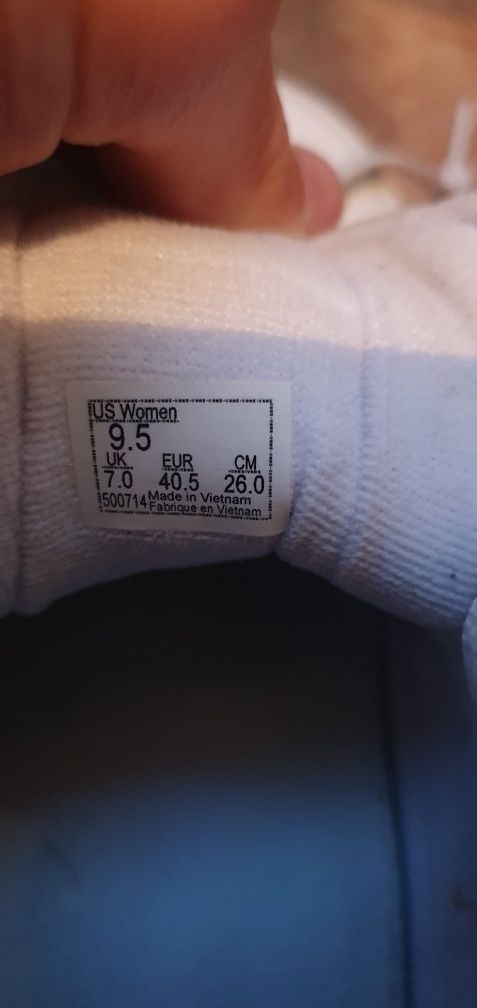 US Women
9.5
UK EUR CM
7.0 40.5 26.0
500714 Made in Vietnam
Fabrique en Vietnam